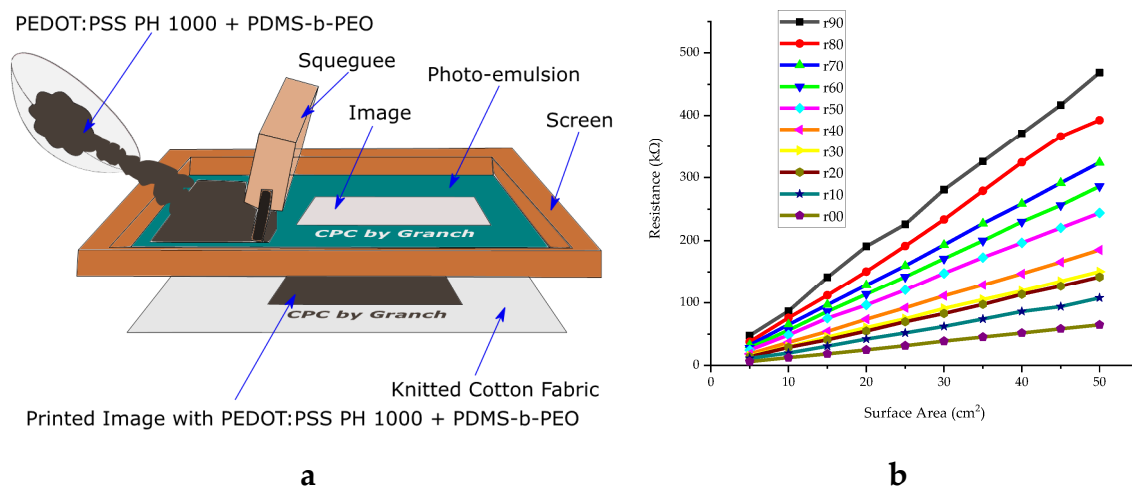 PEDOT:PSS PH 1000 + PDMS-b-PEO
Squeguee
Photo-emulsion
Image
Screen
CPC by Granch
CPC by Granch
Knitted Cotton Fabric
Printed Image with PEDOT:PSS PH 1000 + PDMS-b-PEO
a
r90
r80
r70
r60
r50
r40
r30
r20
r10
r00
500
400
300
200
100
0
Resistance (kΩ)
0 10 20 30 40 50
Surface Area (cm²)
b